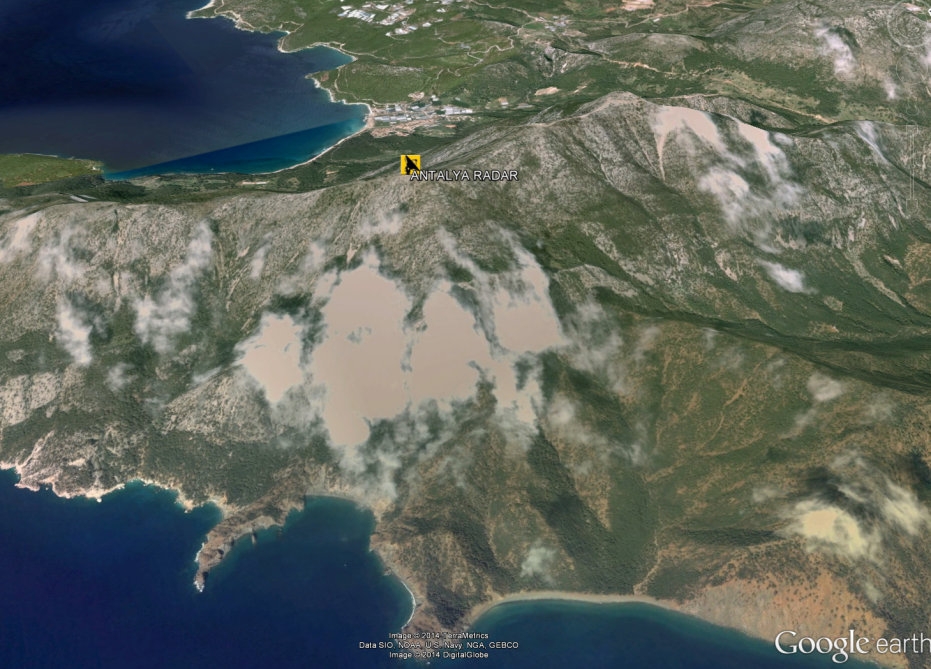 ANTALYA RADAR
Image © 2014 TerraMetrics
Data SIO, NOAA, U.S. Navy, NGA, GEBCO
Image © 2014 DigitalGlobe
Google earth